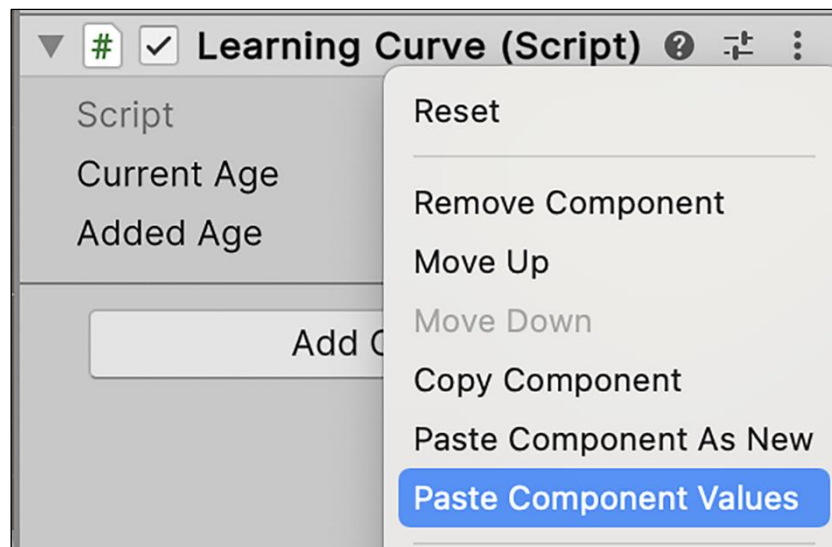 # Learning Curve (Script)
Script
Current Age
Added Age
Add
Reset
Remove Component
Move Up
Move Down
Copy Component
Paste Component As New
Paste Component Values